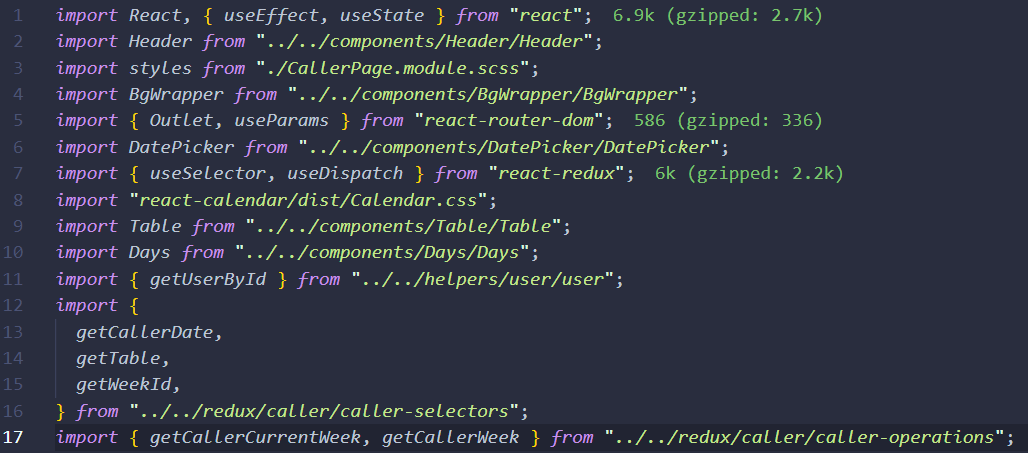 1 import React, { useEffect, useState } from "react"; 6.9k (gzipped: 2.7k)
2 import Header from "../../components/Header/Header";
3 import styles from "./CallerPage.module.scss";
4 import BgWrapper from "../../components/BgWrapper/BgWrapper";
5 import { Outlet, useParams } from "react-router-dom"; 586 (gzipped: 336)
6 import DatePicker from "../../components/DatePicker/DatePicker";
7 import { useSelector, useDispatch } from "react-redux"; 6k (gzipped: 2.2k)
8 import "react-calendar/dist/Calendar.css";
9 import Table from "../../components/Table/Table";
10 import Days from "../../components/Days/Days";
11 import { getUserById } from "../../helpers/user/user";
12 import {
13   getCallerDate,
14   getTable,
15   getWeekId,
16 } from "../../redux/caller/caller-selectors";
17 import { getCallerCurrentWeek, getCallerWeek } from "../../redux/caller/caller-operations";